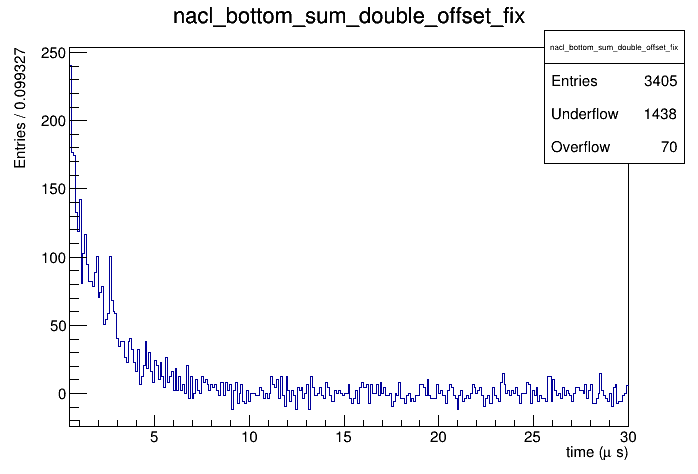 nacl_bottom_sum_double_offset_fix
nacl_bottom_sum_double_offset_fix
Entries 3405
Underflow 1438
Overflow 70
Entries / 0.099327
250
200
150
100
50
0
5 10 15 20 25 30
time (μ s)